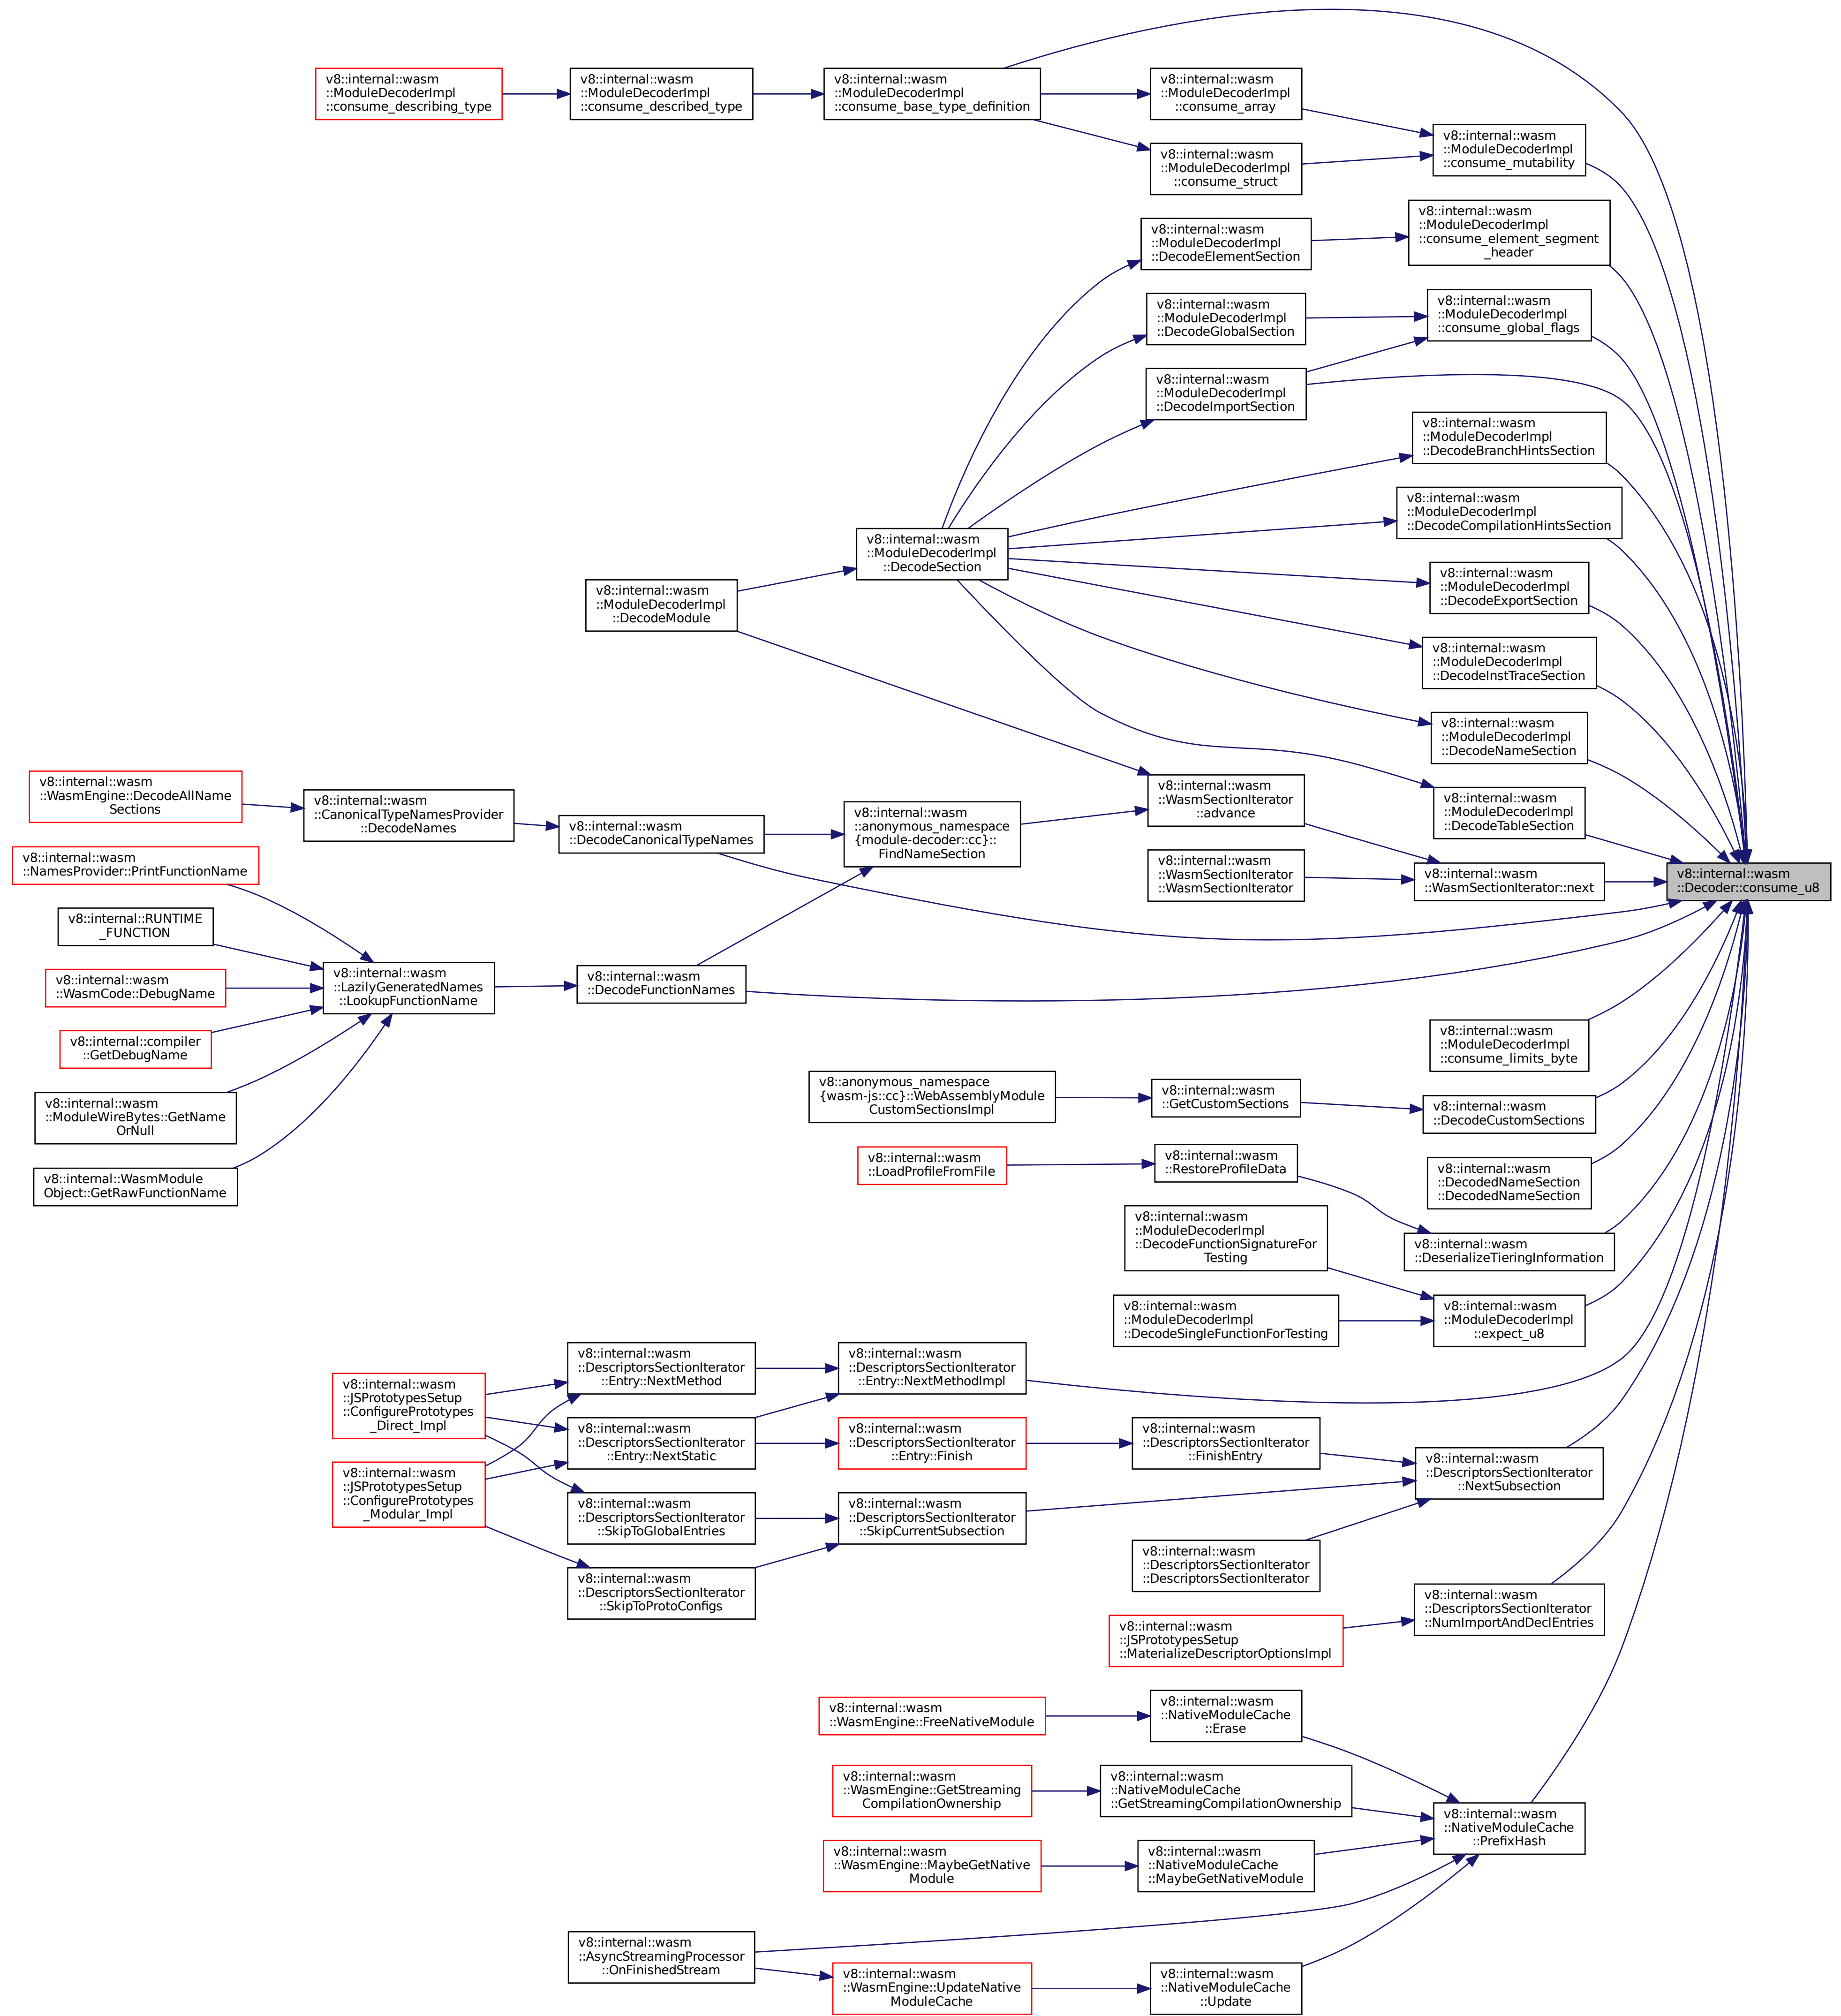 v8::internal::wasm
::ModuleDecoderImpl
::consume_describing_type
v8::internal::wasm
::ModuleDecoderImpl
::consume_described_type
v8::internal::wasm
::ModuleDecoderImpl
::consume_base_type_definition
v8::internal::wasm
::ModuleDecoderImpl
::consume_array
v8::internal::wasm
::ModuleDecoderImpl
::consume_mutability
v8::internal::wasm
::ModuleDecoderImpl
::consume_struct
v8::internal::wasm
::ModuleDecoderImpl
::consume_element_segment
_header
v8::internal::wasm
::ModuleDecoderImpl
::DecodeElementSection
v8::internal::wasm
::ModuleDecoderImpl
::consume_global_flags
v8::internal::wasm
::ModuleDecoderImpl
::DecodeGlobalSection
v8::internal::wasm
::ModuleDecoderImpl
::DecodeImportSection
v8::internal::wasm
::ModuleDecoderImpl
::DecodeBranchHintsSection
v8::internal::wasm
::ModuleDecoderImpl
::DecodeCompilationHintsSection
v8::internal::wasm
::ModuleDecoderImpl
::DecodeSection
v8::internal::wasm
::ModuleDecoderImpl
::DecodeExportSection
v8::internal::wasm
::ModuleDecoderImpl
::DecodeModule
v8::internal::wasm
::ModuleDecoderImpl
::DecodeInstTraceSection
v8::internal::wasm
::ModuleDecoderImpl
::DecodeNameSection
v8::internal::wasm
::WasmEngine::DecodeAllName
Sections
v8::internal::wasm
::CanonicalTypeNamesProvider
::DecodeNames
v8::internal::wasm
::DecodeCanonicalTypeNames
v8::internal::wasm
::anonymous_namespace
{module-decoder::cc}::
FindNameSection
v8::internal::wasm
::WasmSectionIterator
::advance
v8::internal::wasm
::ModuleDecoderImpl
::DecodeTableSection
v8::internal::wasm
::NamesProvider::PrintFunctionName
v8::internal::wasm
::WasmSectionIterator
::WasmSectionIterator
v8::internal::wasm
::WasmSectionIterator::next
v8::internal::wasm
::Decoder::consume_u8
v8::internal::RUNTIME
_FUNCTION
v8::internal::wasm
::WasmCode::DebugName
v8::internal::wasm
::LazilyGeneratedNames
::LookupFunctionName
v8::internal::wasm
::DecodeFunctionNames
v8::internal::compiler
::GetDebugName
v8::internal::wasm
::ModuleDecoderImpl
::consume_limits_byte
v8::internal::wasm
::ModuleWireBytes::GetName
OrNull
v8::anonymous_namespace
{wasm-js::cc}::WebAssemblyModule
CustomSectionsImpl
v8::internal::wasm
::GetCustomSections
v8::internal::wasm
::DecodeCustomSections
v8::internal::WasmModule
Object::GetRawFunctionName
v8::internal::wasm
::LoadProfileFromFile
v8::internal::wasm
::RestoreProfileData
v8::internal::wasm
::DecodedNameSection
::DecodedNameSection
v8::internal::wasm
::ModuleDecoderImpl
::DecodeFunctionSignatureFor
Testing
v8::internal::wasm
::DeserializeTieringInformation
v8::internal::wasm
::ModuleDecoderImpl
::DecodeSingleFunctionForTesting
v8::internal::wasm
::ModuleDecoderImpl
::expect_u8
v8::internal::wasm
::JSPrototypesSetup
::ConfigurePrototypes
_Direct_Impl
v8::internal::wasm
::DescriptorsSectionIterator
::Entry::NextMethod
v8::internal::wasm
::DescriptorsSectionIterator
::Entry::NextMethodImpl
v8::internal::wasm
::DescriptorsSectionIterator
::Entry::NextStatic
v8::internal::wasm
::DescriptorsSectionIterator
::Entry::Finish
v8::internal::wasm
::DescriptorsSectionIterator
::FinishEntry
v8::internal::wasm
::DescriptorsSectionIterator
::NextSubsection
v8::internal::wasm
::JSPrototypesSetup
::ConfigurePrototypes
_Modular_Impl
v8::internal::wasm
::DescriptorsSectionIterator
::SkipToGlobalEntries
v8::internal::wasm
::DescriptorsSectionIterator
::SkipCurrentSubsection
v8::internal::wasm
::DescriptorsSectionIterator
::DescriptorsSectionIterator
v8::internal::wasm
::DescriptorsSectionIterator
::SkipToProtoConfigs
v8::internal::wasm
::DescriptorsSectionIterator
::NumImportAndDeclEntries
v8::internal::wasm
::JSPrototypesSetup
::MaterializeDescriptorOptionsImpl
v8::internal::wasm
::WasmEngine::FreeNativeModule
v8::internal::wasm
::NativeModuleCache
::Erase
v8::internal::wasm
::WasmEngine::GetStreaming
CompilationOwnership
v8::internal::wasm
::NativeModuleCache
::GetStreamingCompilationOwnership
v8::internal::wasm
::NativeModuleCache
::PrefixHash
v8::internal::wasm
::WasmEngine::MaybeGetNative
Module
v8::internal::wasm
::NativeModuleCache
::MaybeGetNativeModule
v8::internal::wasm
::AsyncStreamingProcessor
::OnFinishedStream
v8::internal::wasm
::WasmEngine::UpdateNative
ModuleCache
v8::internal::wasm
::NativeModuleCache
::Update